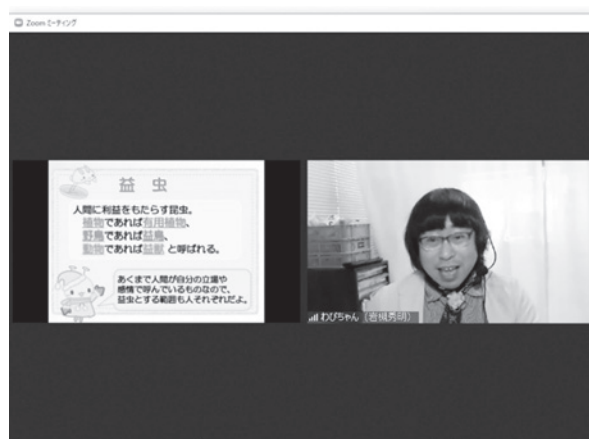 Zoom ミーティング
益 虫
人間に利益をもたらす昆虫。
植物であれば有用植物、
野鳥であれば益鳥、
動物であれば益獣 と呼ばれる。
あくまで人間が自分の立場や
感情で呼んでいるものなので、
益虫とする範囲も人それぞれだよ。
わぴちゃん（岩槻秀明）